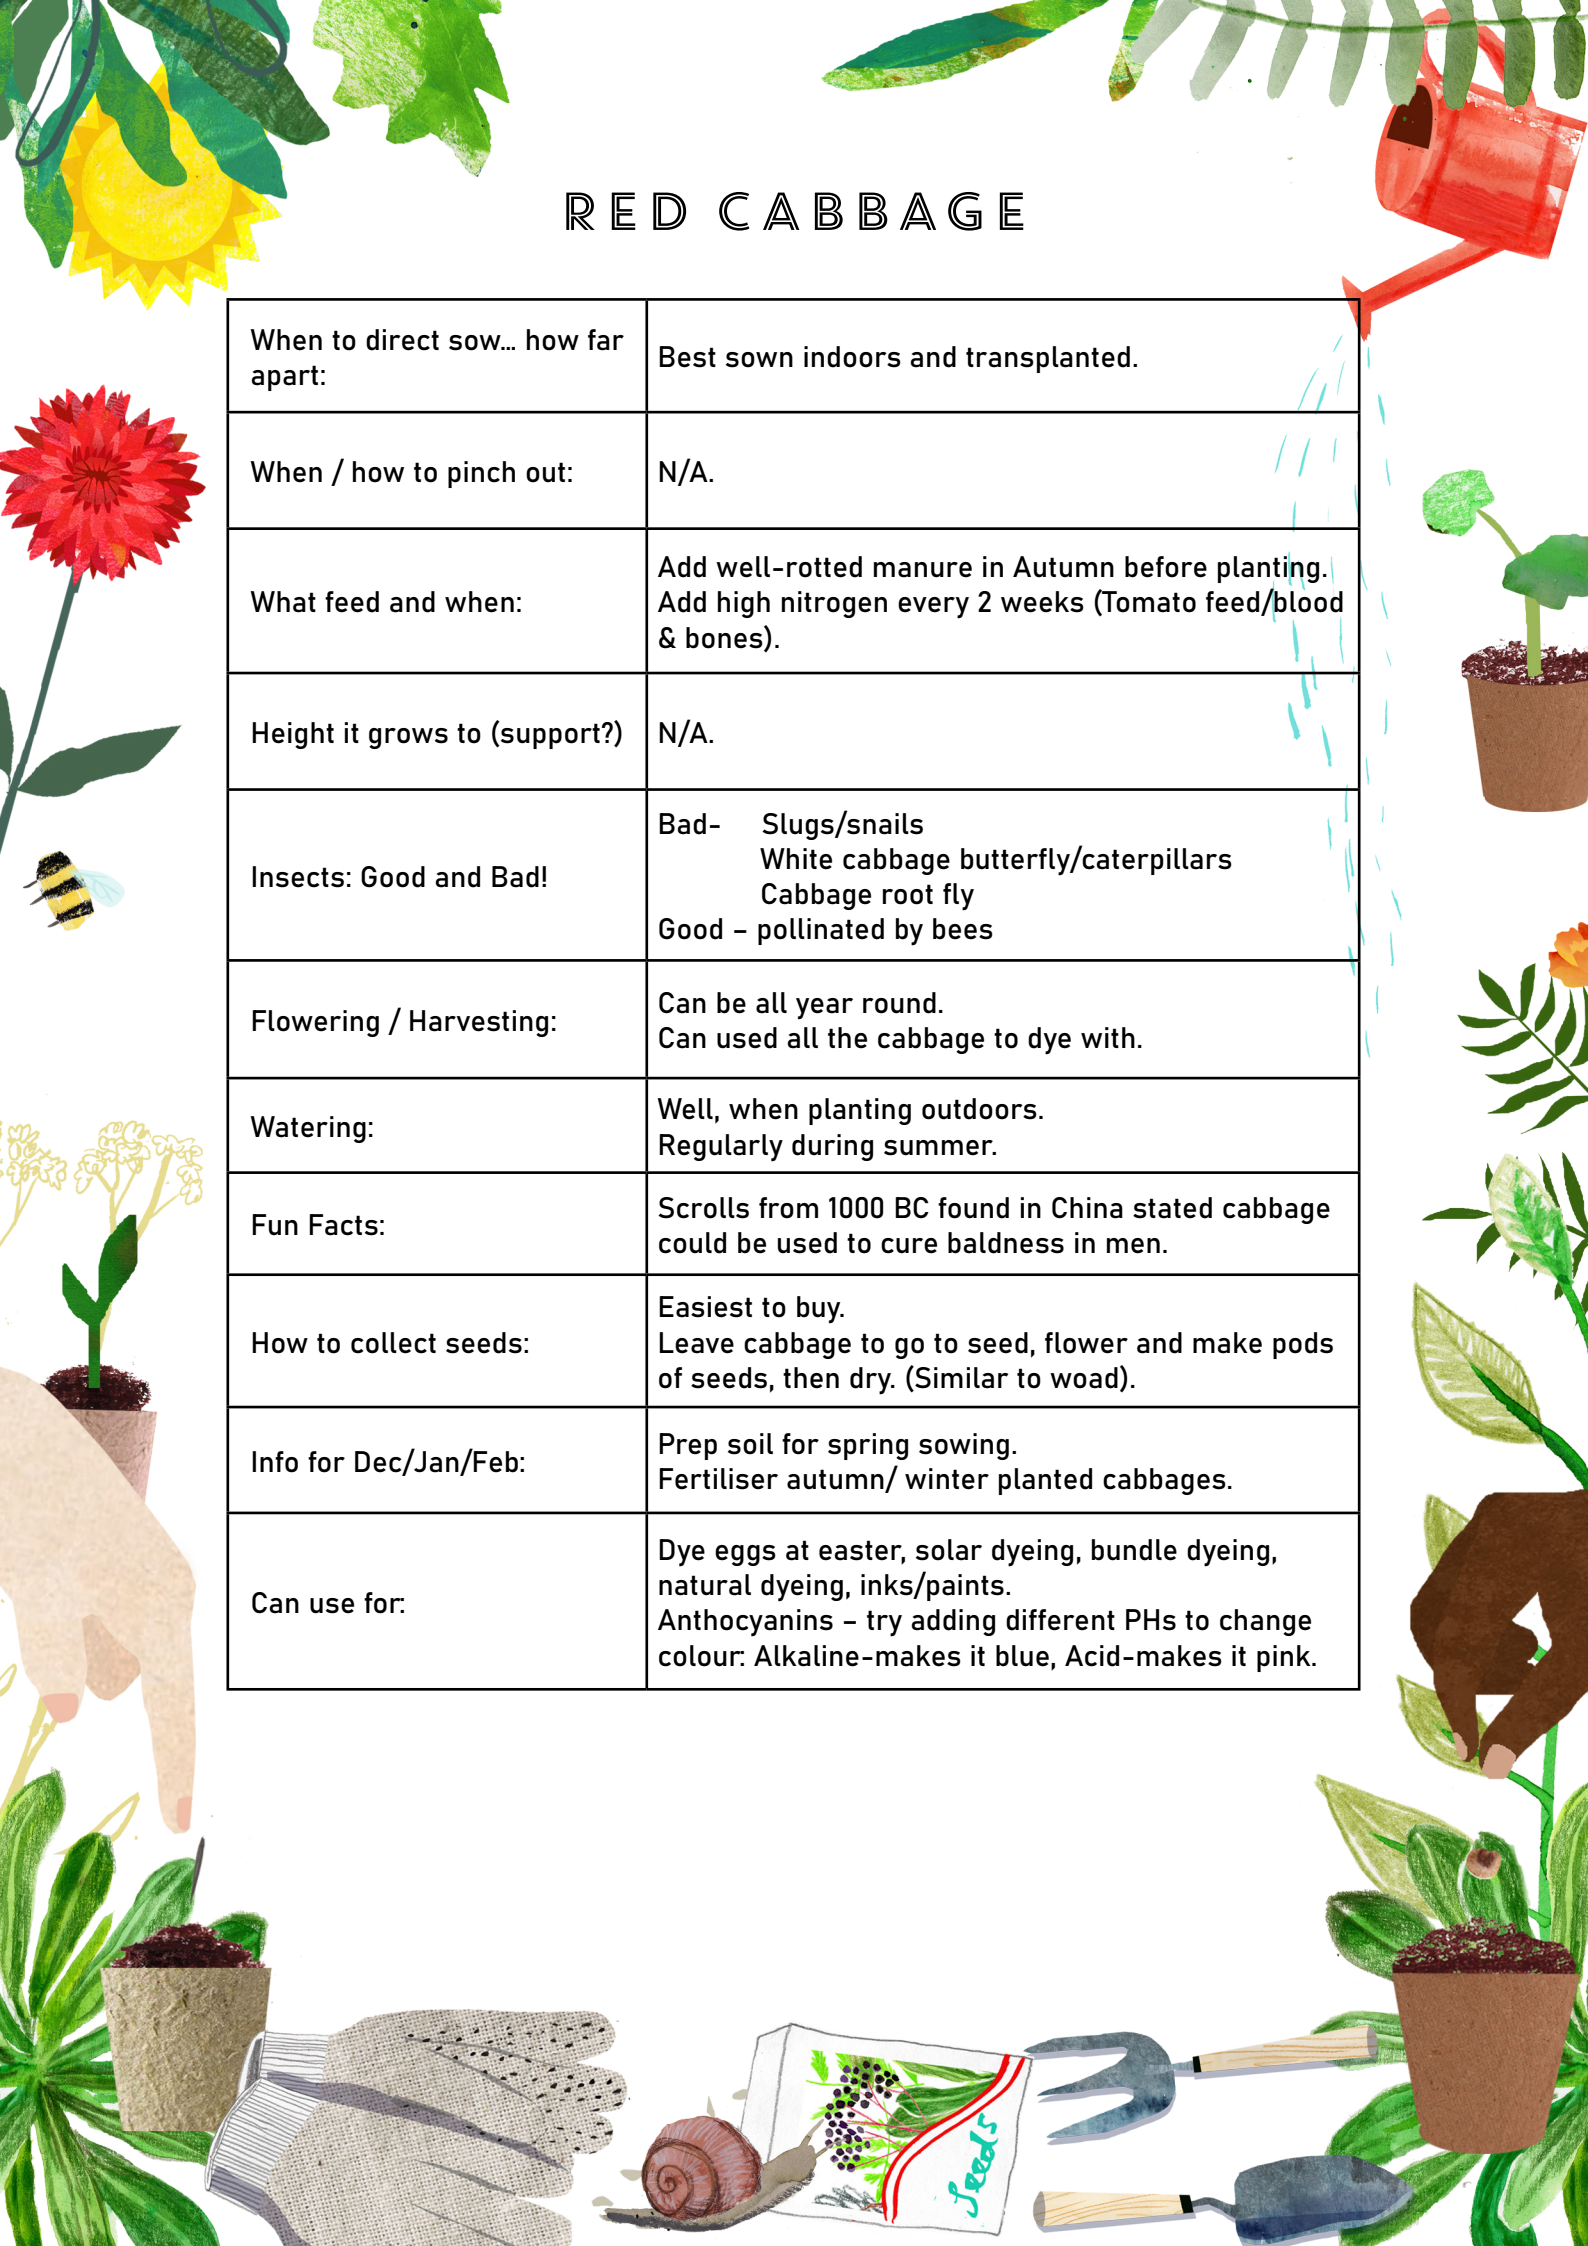 RED CABBAGE
When to direct sow... how far
apart:
Best sown indoors and transplanted.
When / how to pinch out:
N/A.
What feed and when:
Add well-rotted manure in Autumn before planting.
Add high nitrogen every 2 weeks (Tomato feed/blood
& bones).
Height it grows to (support?)
N/A.
Insects: Good and Bad!
Bad- Slugs/snails
White cabbage butterfly/caterpillars
Cabbage root fly
Good – pollinated by bees
Flowering / Harvesting:
Can be all year round.
Can used all the cabbage to dye with.
Watering:
Well, when planting outdoors.
Regularly during summer.
Fun Facts:
Scrolls from 1000 BC found in China stated cabbage
could be used to cure baldness in men.
How to collect seeds:
Easiest to buy.
Leave cabbage to go to seed, flower and make pods
of seeds, then dry. (Similar to woad).
Info for Dec/Jan/Feb:
Prep soil for spring sowing.
Fertiliser autumn/ winter planted cabbages.
Can use for:
Dye eggs at easter, solar dyeing, bundle dyeing,
natural dyeing, inks/paints.
Anthocyanins – try adding different PHs to change
colour: Alkaline-makes it blue, Acid-makes it pink.
Seeds